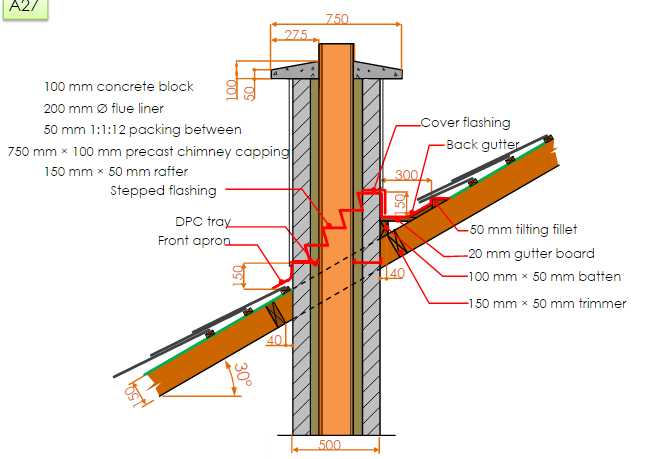 A27
750
275
100
50
100 mm concrete block
200 mm Ø flue liner
50 mm 1:1:12 packing between
750 mm × 100 mm precast chimney capping
150 mm × 50 mm rafter
Stepped flashing
DPC tray
Front apron
Cover flashing
Back gutter
300
150
50 mm tilting fillet
20 mm gutter board
100 mm × 50 mm batten
40
150 mm × 50 mm trimmer
150
40
30°
150
500